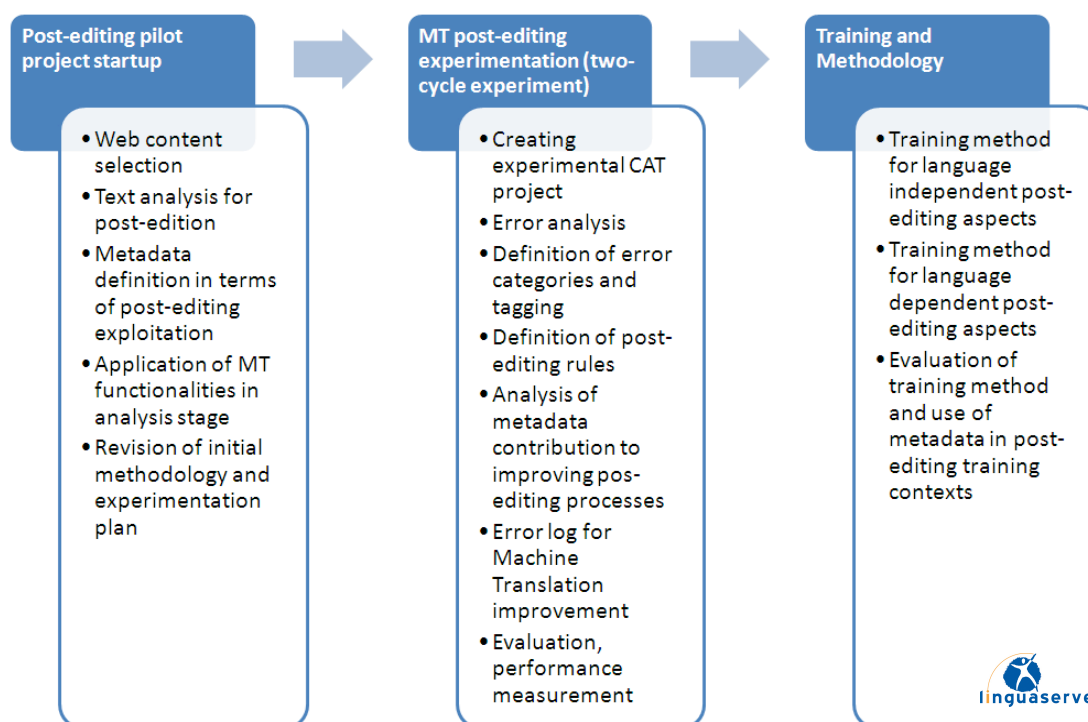 Post-editing pilot
project startup
• Web content
selection
• Text analysis for
post-edition
• Metadata
definition in terms
of post-editing
exploitation
• Application of MT
functionalities in
analysis stage
• Revision of initial
methodology and
experimentation
plan
MT post-editing
experimentation (two-
cycle experiment)
• Creating
experimental CAT
project
• Error analysis
• Definition of error
categories and
tagging
• Definition of post-
editing rules
• Analysis of
metadata
contribution to
improving pos-
editing processes
• Error log for
Machine
Translation
improvement
• Evaluation,
performance
measurement
Training and
Methodology
• Training method
for language
independent post-
editing aspects
• Training method
for language
dependent post-
editing aspects
• Evaluation of
training method
and use of
metadata in post-
editing training
contexts
linguaserve